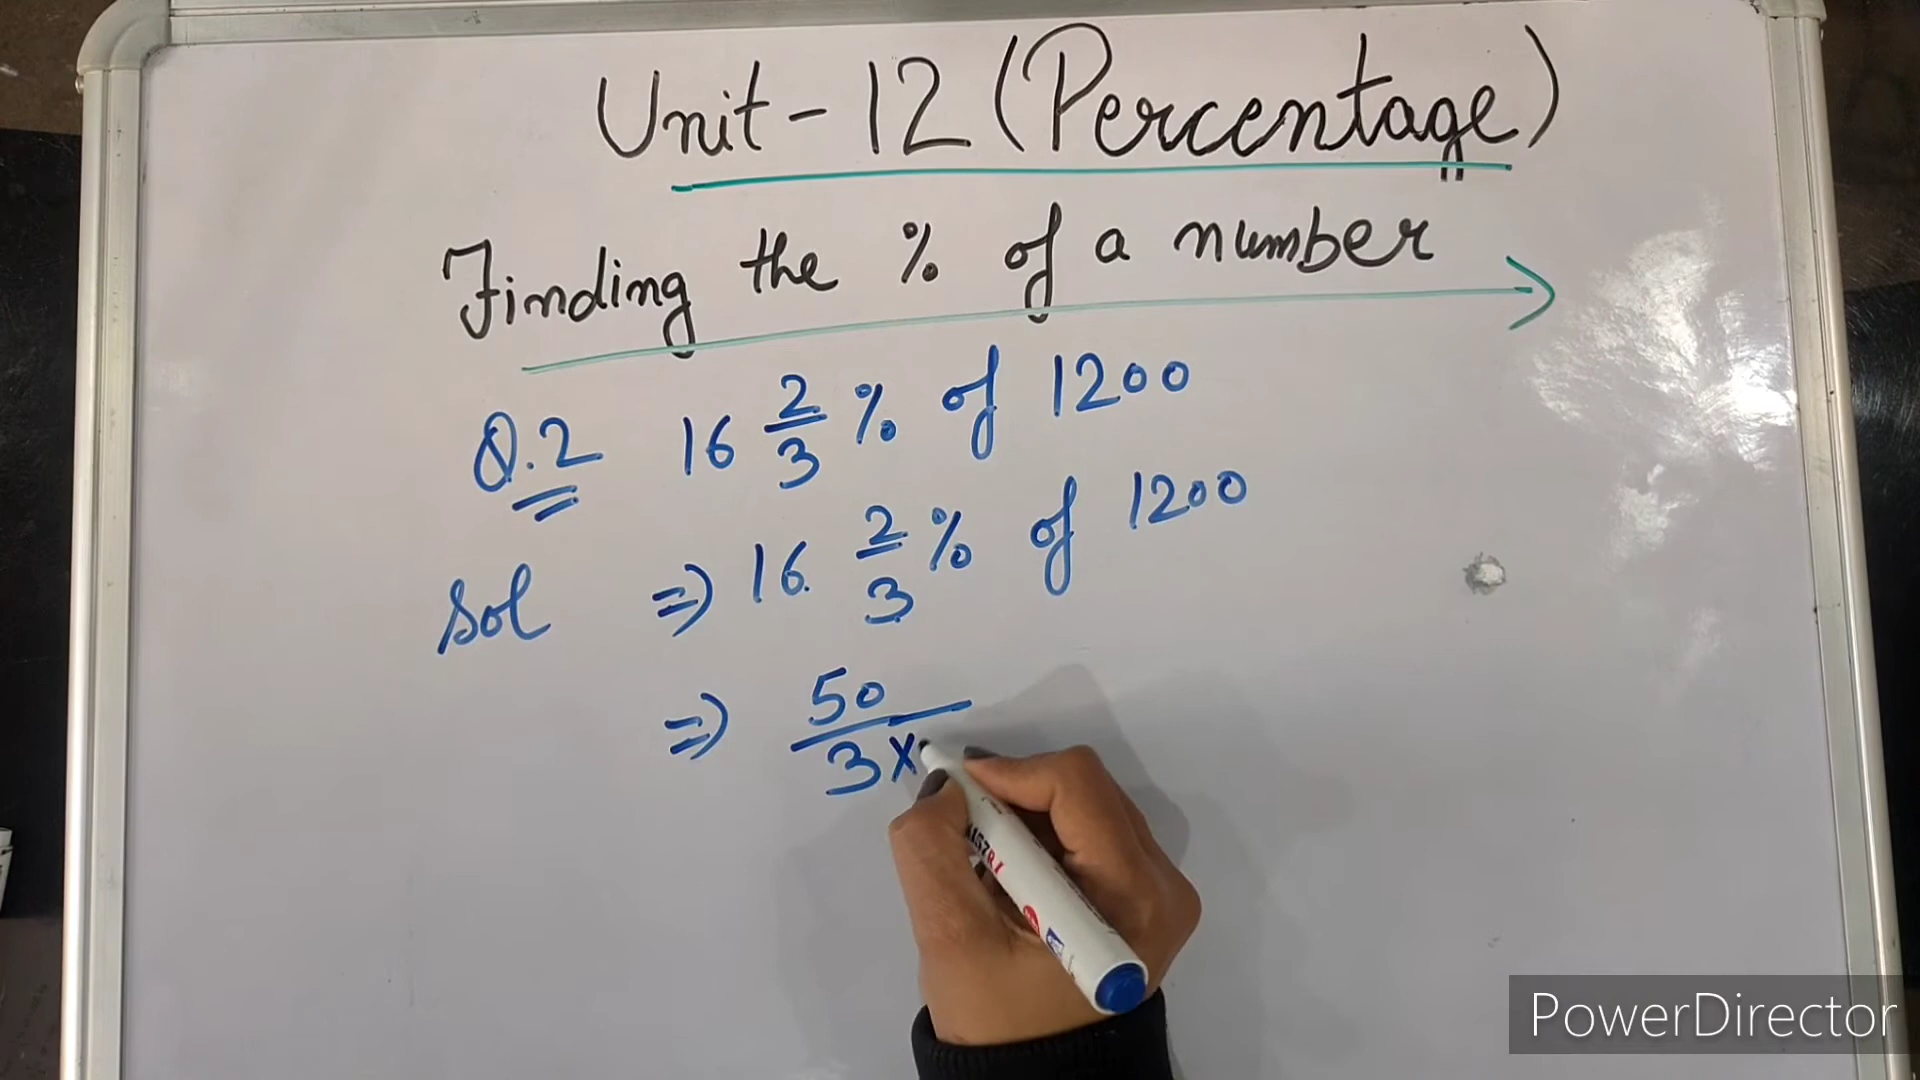 Unit - 12 (Percentage)
Finding the % of a number
Q.2 16 2/3 % of 1200
Sol => 16 2/3 % of 1200
=> 50/3×
PowerDirector